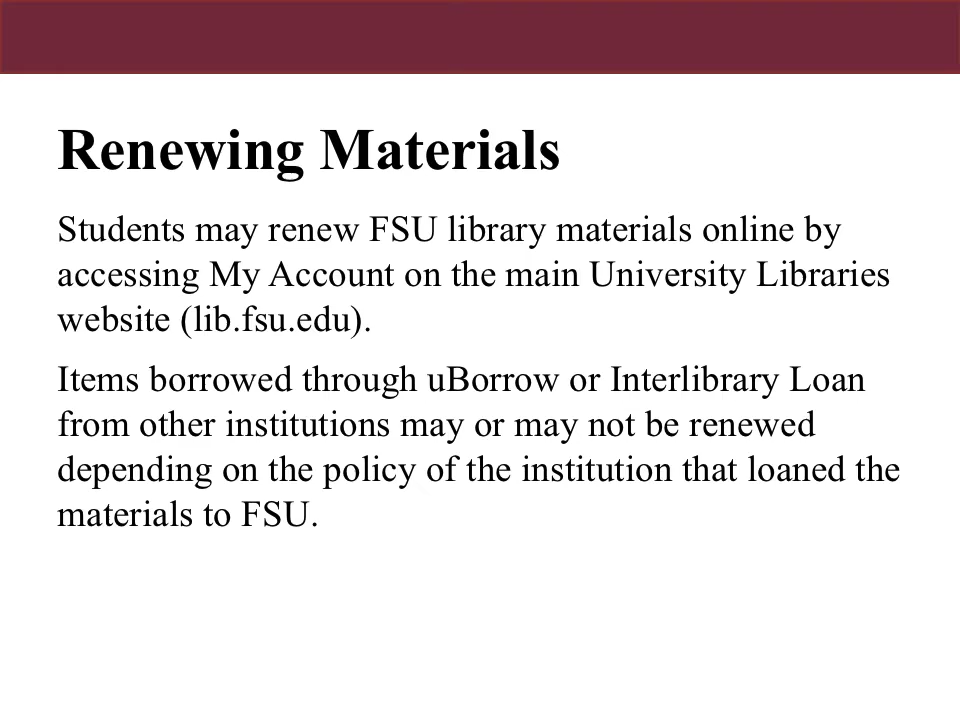 Renewing Materials
Students may renew FSU library materials online by
accessing My Account on the main University Libraries
website (lib.fsu.edu).
Items borrowed through uBorrow or Interlibrary Loan
from other institutions may or may not be renewed
depending on the policy of the institution that loaned the
materials to FSU.